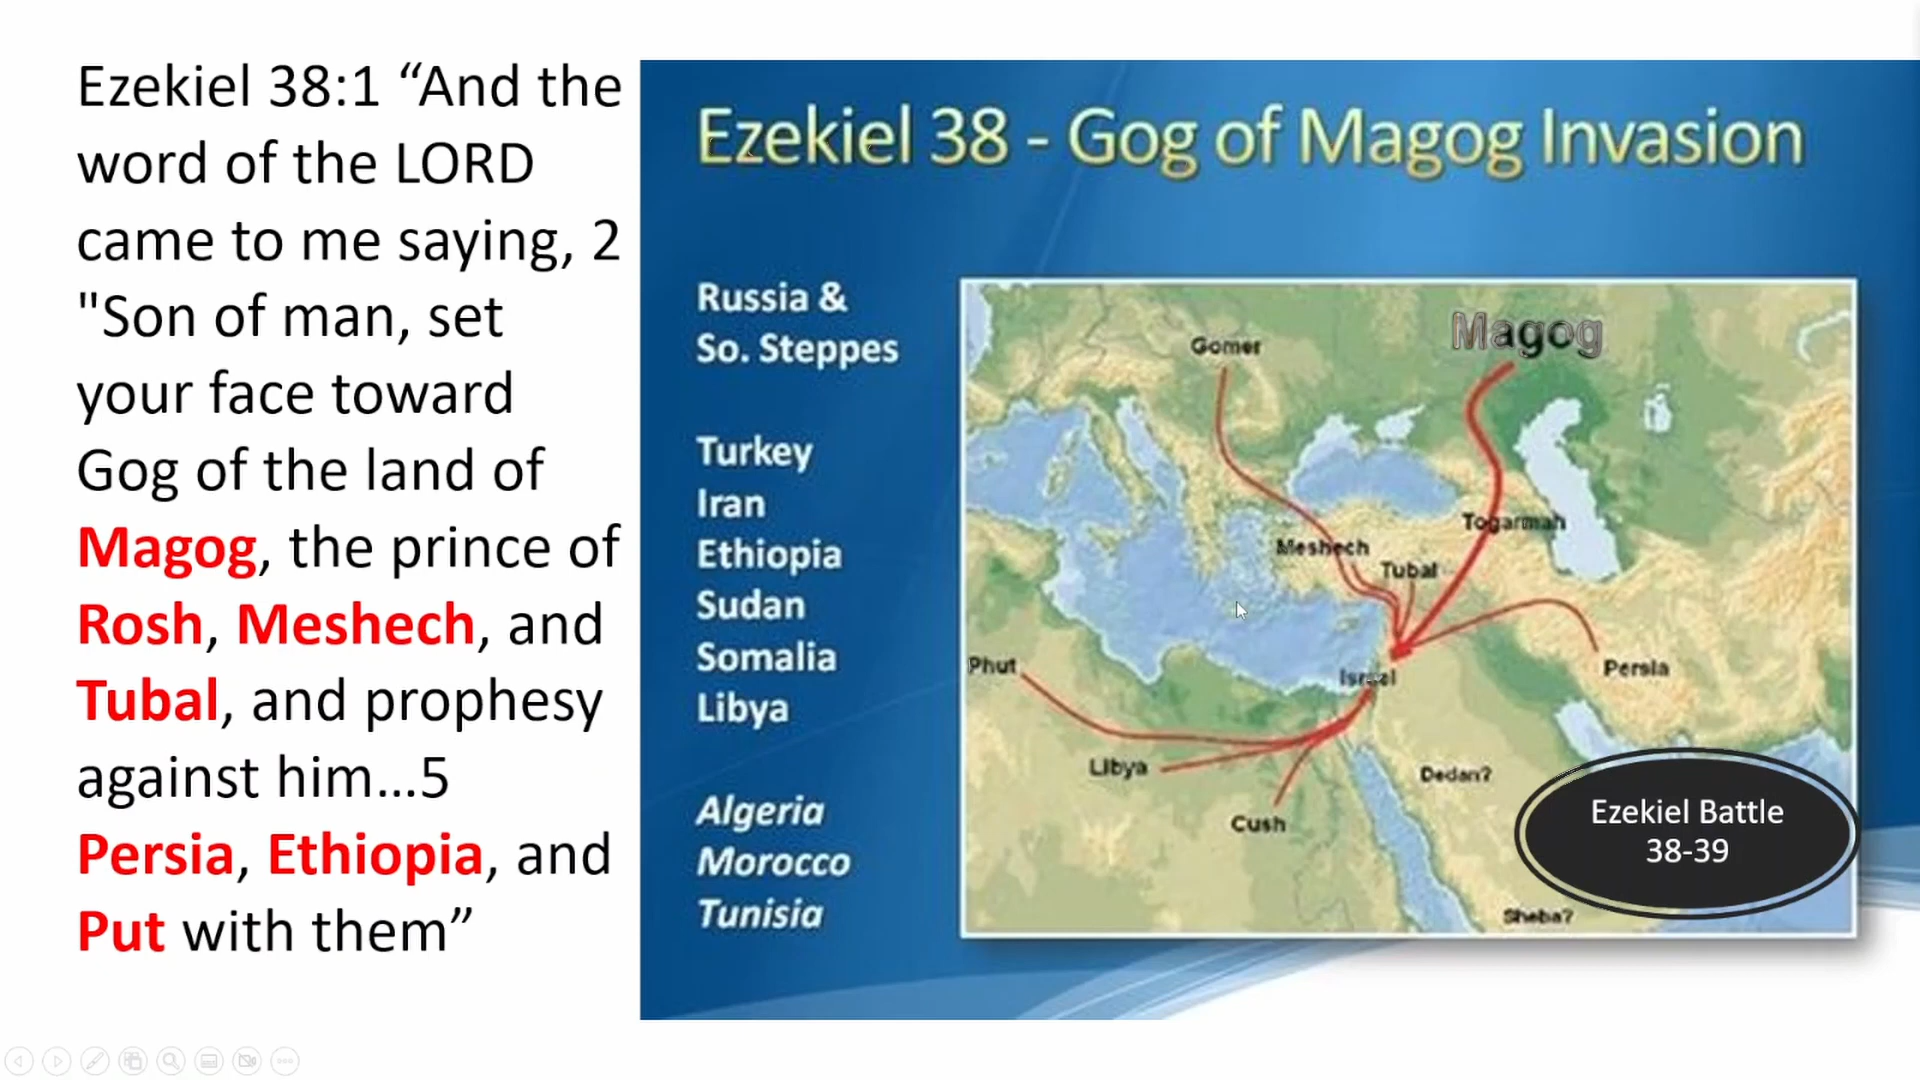 Ezekiel 38:1 “And the
word of the LORD
came to me saying, 2
"Son of man, set
your face toward
Gog of the land of
Magog, the prince of
Rosh, Meshech, and
Tubal, and prophesy
against him...5
Persia, Ethiopia, and
Put with them”
Ezekiel 38 - Gog of Magog Invasion
Russia &
So. Steppes
Turkey
Iran
Ethiopia
Sudan
Somalia
Libya
Algeria
Morocco
Tunisia
Magog
Gomer
Togarmah
Meshech
Tubal
Phut
Israel
Persia
Libya
Dedan?
Cush
Sheba?
Ezekiel Battle
38-39